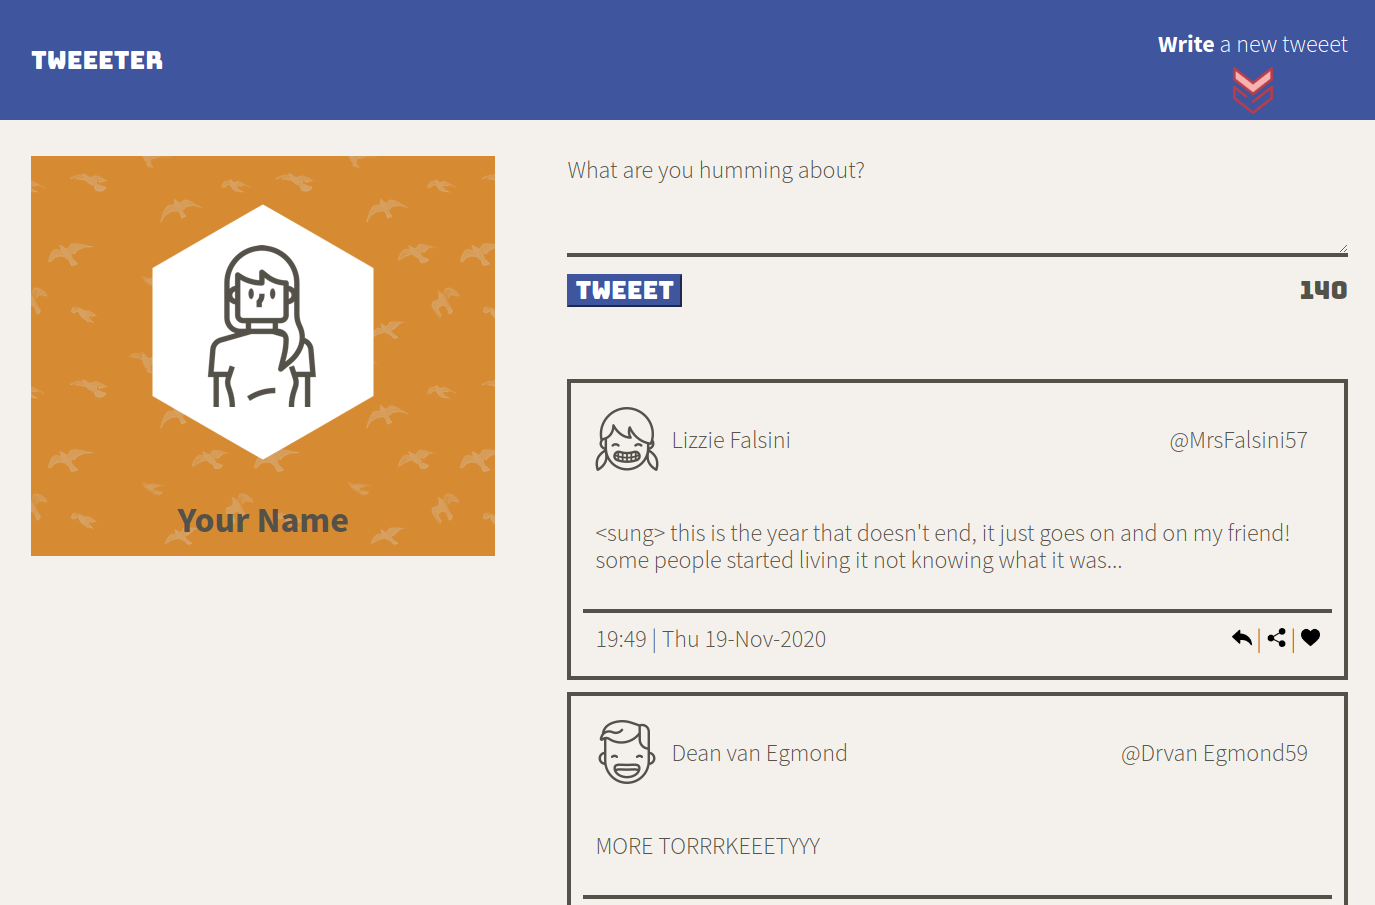 TWEEETER
Write a new tweeet
What are you humming about?
TWEEET
140
Your Name
Lizzie Falsini
@MrsFalsini57
<sung> this is the year that doesn't end, it just goes on and on my friend!
some people started living it not knowing what it was...
19:49 | Thu 19-Nov-2020
Dean van Egmond
@Drvan Egmond59
MORE TORRRKEEETYYY